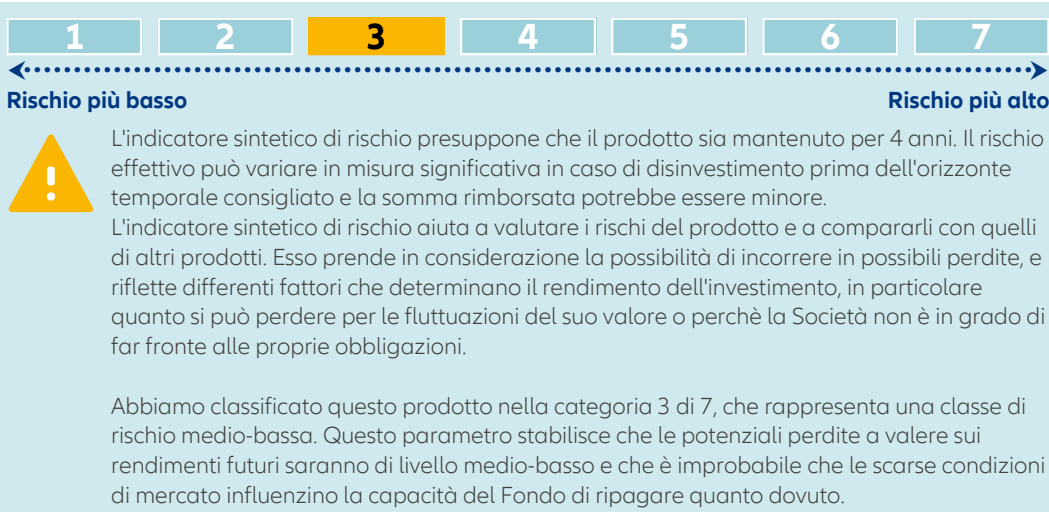 1 2 3 4 5 6 7
Rischio più basso Rischio più alto
L'indicatore sintetico di rischio presuppone che il prodotto sia mantenuto per 4 anni. Il rischio
effettivo può variare in misura significativa in caso di disinvestimento prima dell'orizzonte
temporale consigliato e la somma rimborsata potrebbe essere minore.
L'indicatore sintetico di rischio aiuta a valutare i rischi del prodotto e a compararli con quelli
di altri prodotti. Esso prende in considerazione la possibilità di incorrere in possibili perdite, e
riflette differenti fattori che determinano il rendimento dell'investimento, in particolare
quanto si può perdere per le fluttuazioni del suo valore o perchè la Società non è in grado di
far fronte alle proprie obbligazioni.
Abbiamo classificato questo prodotto nella categoria 3 di 7, che rappresenta una classe di
rischio medio-bassa. Questo parametro stabilisce che le potenziali perdite a valere sui
rendimenti futuri saranno di livello medio-basso e che è improbabile che le scarse condizioni
di mercato influenzino la capacità del Fondo di ripagare quanto dovuto.